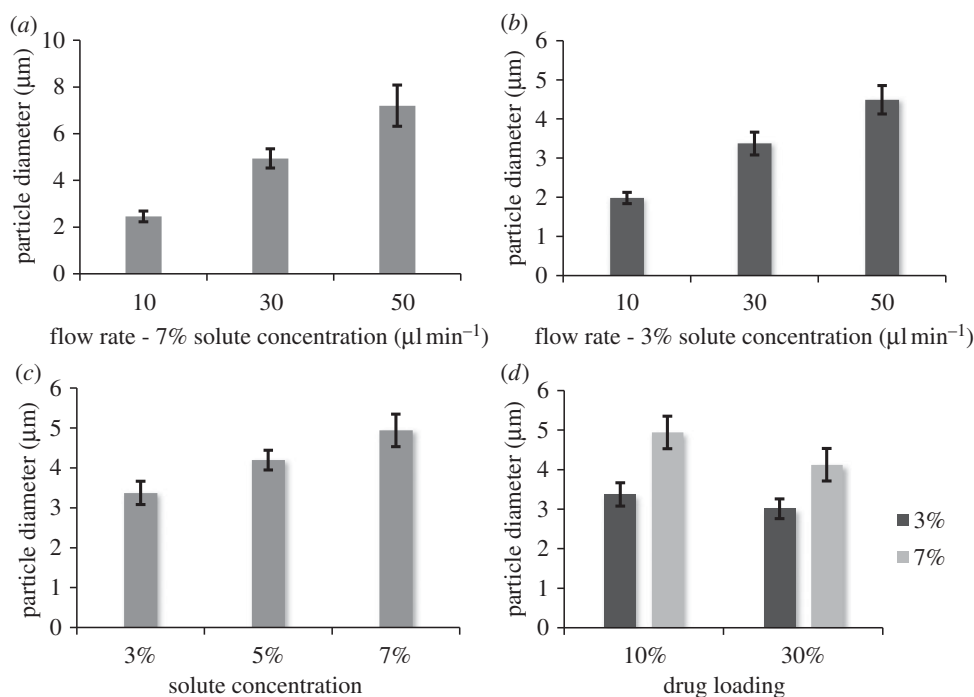 (a)
particle diameter (μm)
10
8
6
4
2
0
10 30 50
flow rate - 7% solute concentration (μl min⁻¹)
(b)
particle diameter (μm)
6
5
4
3
2
1
0
10 30 50
flow rate - 3% solute concentration (μl min⁻¹)
(c)
particle diameter (μm)
6
5
4
3
2
1
0
3% 5% 7%
solute concentration
(d)
particle diameter (μm)
6
5
4
3
2
1
0
10% 30%
drug loading
3%
7%